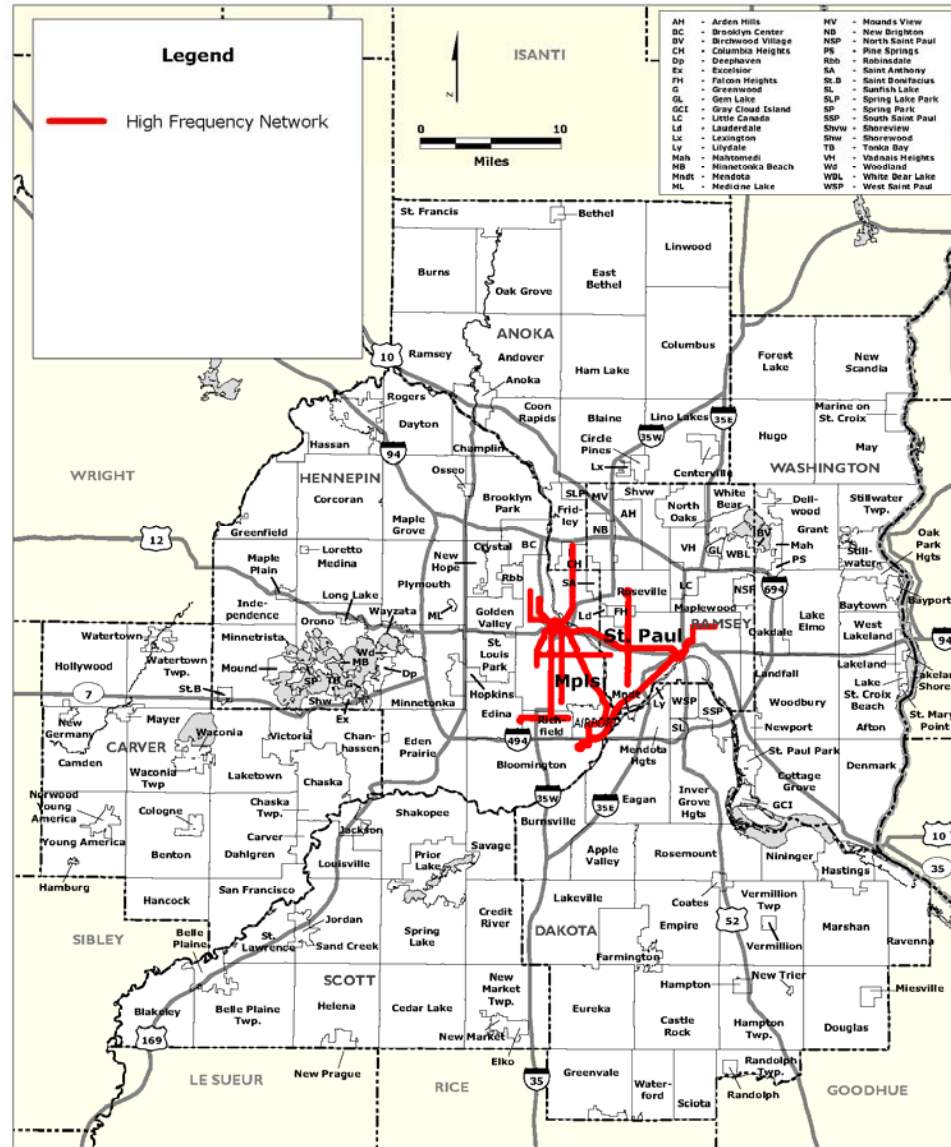 Legend
High Frequency Network
ISANTI
N
0 10
Miles
AH - Arden Hills
BC - Brooklyn Center
BV - Birchwood Village
CH - Columbia Heights
Dp - Deephaven
Ex - Excelsior
FH - Falcon Heights
G - Greenwood
GL - Gem Lake
GCI - Gray Cloud Island
LC - Little Canada
Ld - Lauderdale
Lx - Lexington
Ly - Lilydale
Mah - Mahtomedi
MB - Minnetonka Beach
Mndt - Mendota
ML - Medicine Lake
MV - Mounds View
NB - New Brighton
NSP - North Saint Paul
PS - Pine Springs
Rbb - Robinsdale
SA - Saint Anthony
St.B - Saint Bonifacius
SL - Sunfish Lake
SLP - Spring Lake Park
SP - Spring Park
SSP - South Saint Paul
Shvw - Shoreview
Shw - Shorewood
TB - Tonka Bay
VH - Vadnais Heights
Wd - Woodland
WBL - White Bear Lake
WSP - West Saint Paul
St. Francis
Bethel
Linwood
Burns
East
Bethel
Oak Grove
ANOKA
Columbus
Ramsey
Andover
Ham Lake
Forest
Lake
New
Scandia
10
Anoka
Rogers
Dayton
Coon
Rapids
Blaine
Lino Lakes
35E
35W
Marine on
St. Croix
Hassan
94
Champlin
Circle
Pines
Lx
Hugo
May
WRIGHT
HENNEPIN
Osseo
Centerville
WASHINGTON
Corcoran
Brooklyn
Park
SLP
MV
Shvw
White
Bear
Dell-
wood
Stillwater
Twp.
Greenfield
Maple
Grove
Frid-
ley
AH
North
Oaks
BV
Grant
Oak
Park
Hgts
12
Loretto
Medina
New
Hope
Crystal
BC
NB
VH
GL
WBL
Mah
PS
Still-
water
Maple
Plain
Plymouth
Rbb
CH
SA
Roseville
LC
NSP
694
Bayport
Long Lake
Wayzata
ML
Golden
Valley
Ld
FH
Maplewood
RAMSEY
Oakdale
Lake
Elmo
Baytown
Inde-
pendence
Orono
St. Paul
West
Lakeland
94
Watertown
Minnetrista
Wd
MB
St.
Louis
Park
Hollywood
Watertown
Twp.
Mound
SP
TB
G
Dp
Hopkins
Mpls
Mndt
Ly
WSP
Landfall
Lakeland
Lakeland
Shores
7
St.B
Shw
Ex
Minnetonka
Edina
Rich-
field
AIRPORT
SSP
Woodbury
Lake
St. Croix
Beach
St. Mary
Point
New
Germany
Mayer
Waconia
Victoria
Chan-
hassen
Eden
Prairie
494
SL
Newport
Afton
Camden
CARVER
Waconia
Twp
Laketown
Chaska
Bloomington
Mendota
Hgts
St. Paul Park
Denmark
Norwood
Young
America
Cologne
Chaska
Twp.
Shakopee
35W
35E
Eagan
Inver
Grove
Hgts
Cottage
Grove
GCI
Young America
Carver
Jackson
Savage
Burnsville
10
Benton
Dahlgren
Louisville
Prior
Lake
Apple
Valley
Rosemount
Nininger
Hastings
35
Hamburg
Hancock
San Francisco
Credit
River
Lakeville
Coates
Vermillion
Twp
Marshan
SIBLEY
Belle
Plaine
Jordan
St.
Lawrence
Sand Creek
Spring
Lake
DAKOTA
Empire
52
Vermillion
Ravenna
SCOTT
Farmington
Hampton
New Trier
Miesville
Blakeley
Belle Plaine
Twp.
Helena
Cedar Lake
New
Market
Twp.
Eureka
Castle
Rock
Hampton
Twp.
Douglas
169
New Market
Elko
LE SUEUR
New Prague
RICE
35
Greenvale
Water-
ford
Sciota
Randolph
Twp.
Randolph
GOODHUE